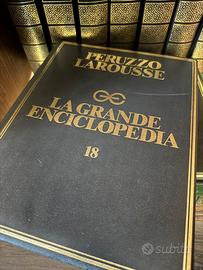 PERUZZO
LAROUSSE
LA GRANDE
ENCICLOPEDIA
18
subito